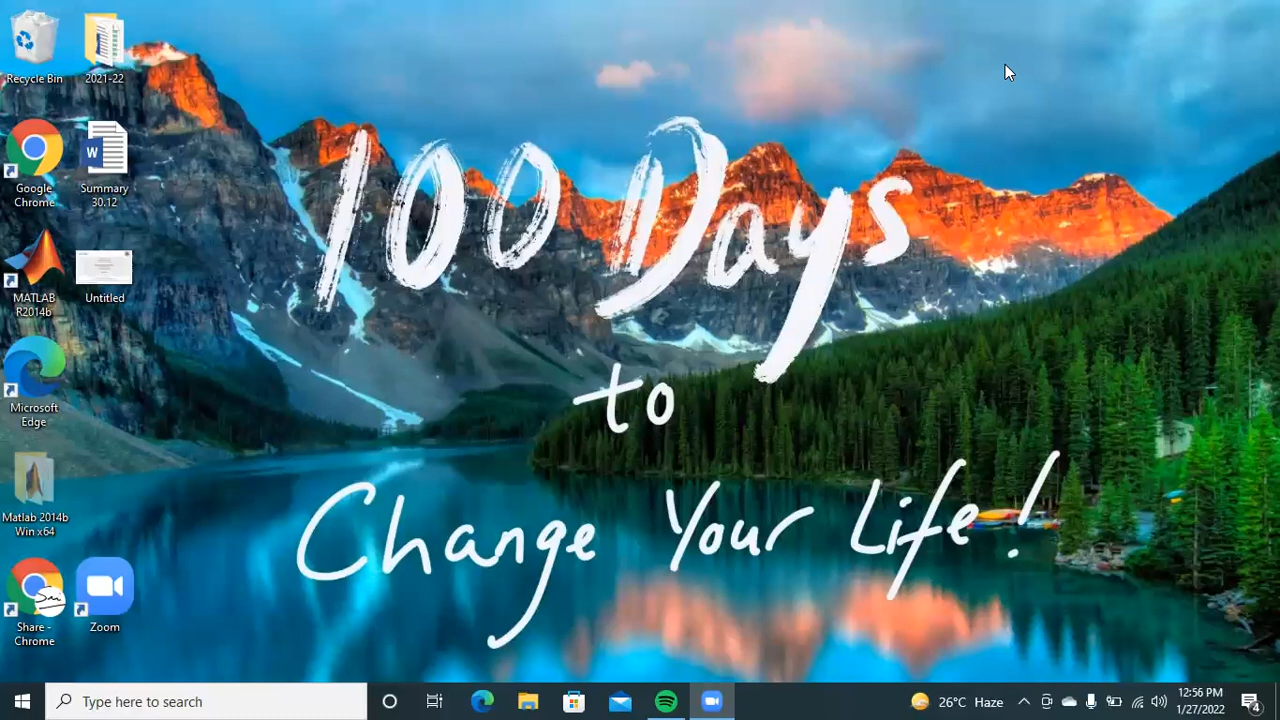 100 Days
to
Change Your Life!
Recycle Bin
2021-22
Google
Chrome
Summary
30.12
MATLAB
R2014b
Untitled
Microsoft
Edge
Matlab 2014b
Win x64
Share -
Chrome
Zoom
Type here to search
26°C Haze
12:56 PM
1/27/2022
4